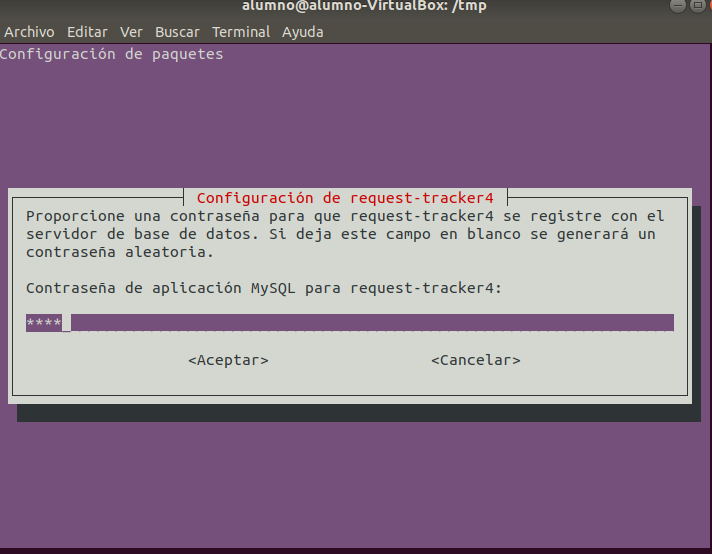 alumno@alumno-VirtualBox: /tmp
Archivo Editar Ver Buscar Terminal Ayuda
Configuración de paquetes
Configuración de request-tracker4
Proporcione una contraseña para que request-tracker4 se registre con el
servidor de base de datos. Si deja este campo en blanco se generará un
contraseña aleatoria.
Contraseña de aplicación MySQL para request-tracker4:
****
<Aceptar> <Cancelar>